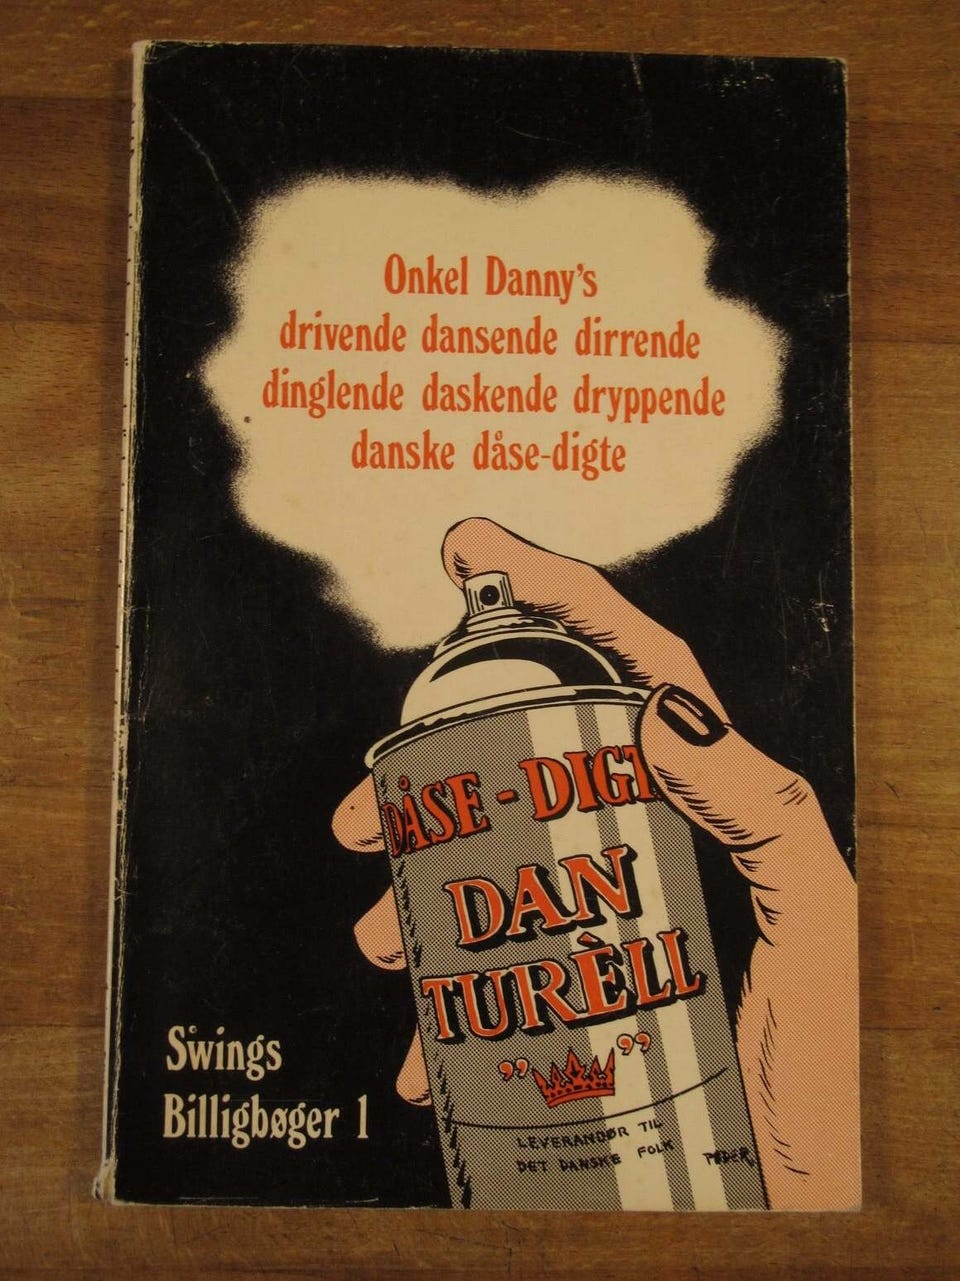 Onkel Danny's
drivende dansende dirrende
dinglende daskende dryppende
danske dåse-digte
DÅSE-DIGT
DAN
TURÈLL
" "
LEVERANDØR TIL
DET DANSKE FOLK
PEDER.
Swings
Billigbøger 1